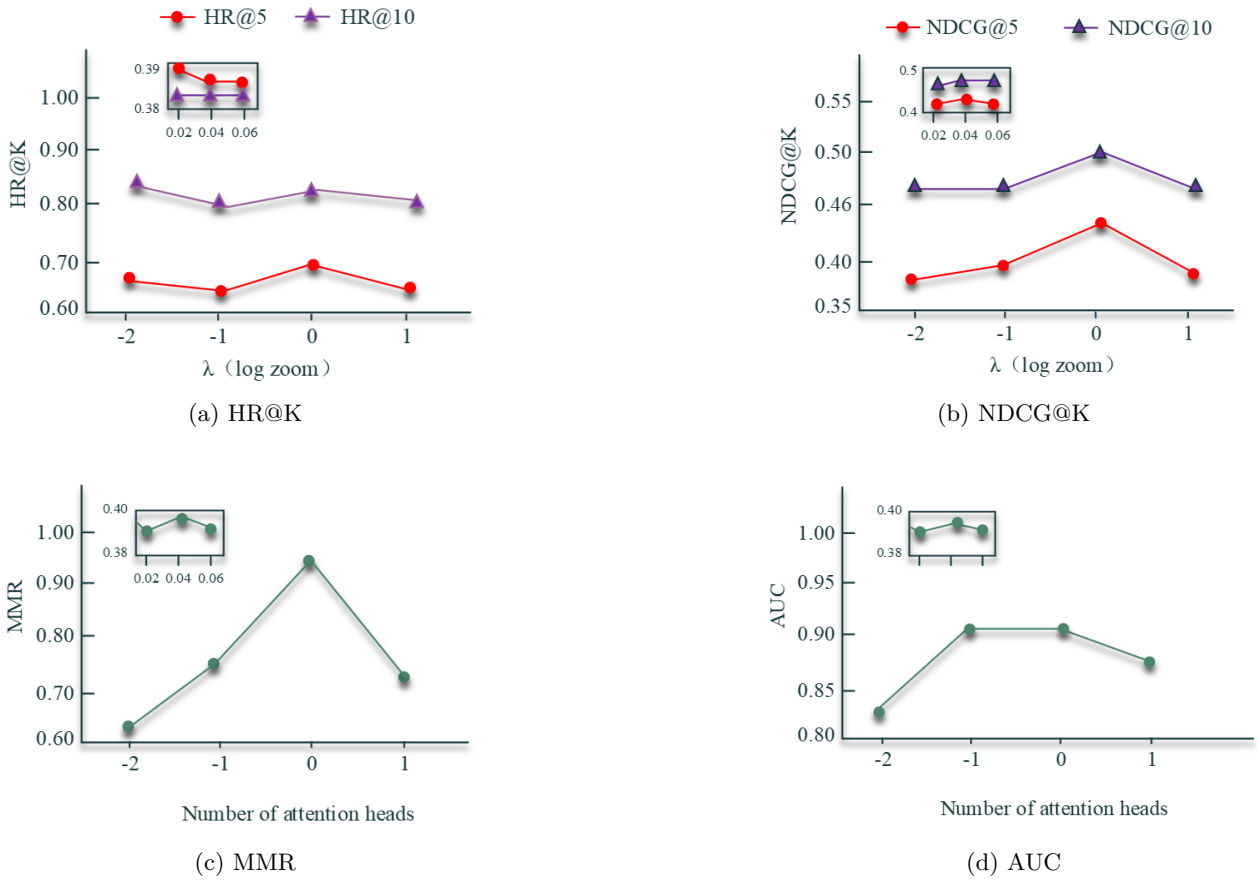 HR@5 HR@10
HR@K
1.00
0.90
0.80
0.70
0.60
0.39
0.38
0.02 0.04 0.06
-2 -1 0 1
λ（log zoom）
(a) HR@K
NDCG@5 NDCG@10
NDCG@K
0.55
0.50
0.46
0.40
0.35
0.5
0.4
0.02 0.04 0.06
-2 -1 0 1
λ（log zoom）
(b) NDCG@K
MMR
1.00
0.90
0.80
0.70
0.60
0.40
0.38
0.02 0.04 0.06
-2 -1 0 1
Number of attention heads
(c) MMR
AUC
1.00
0.95
0.90
0.85
0.80
0.40
0.38
-2 -1 0 1
Number of attention heads
(d) AUC